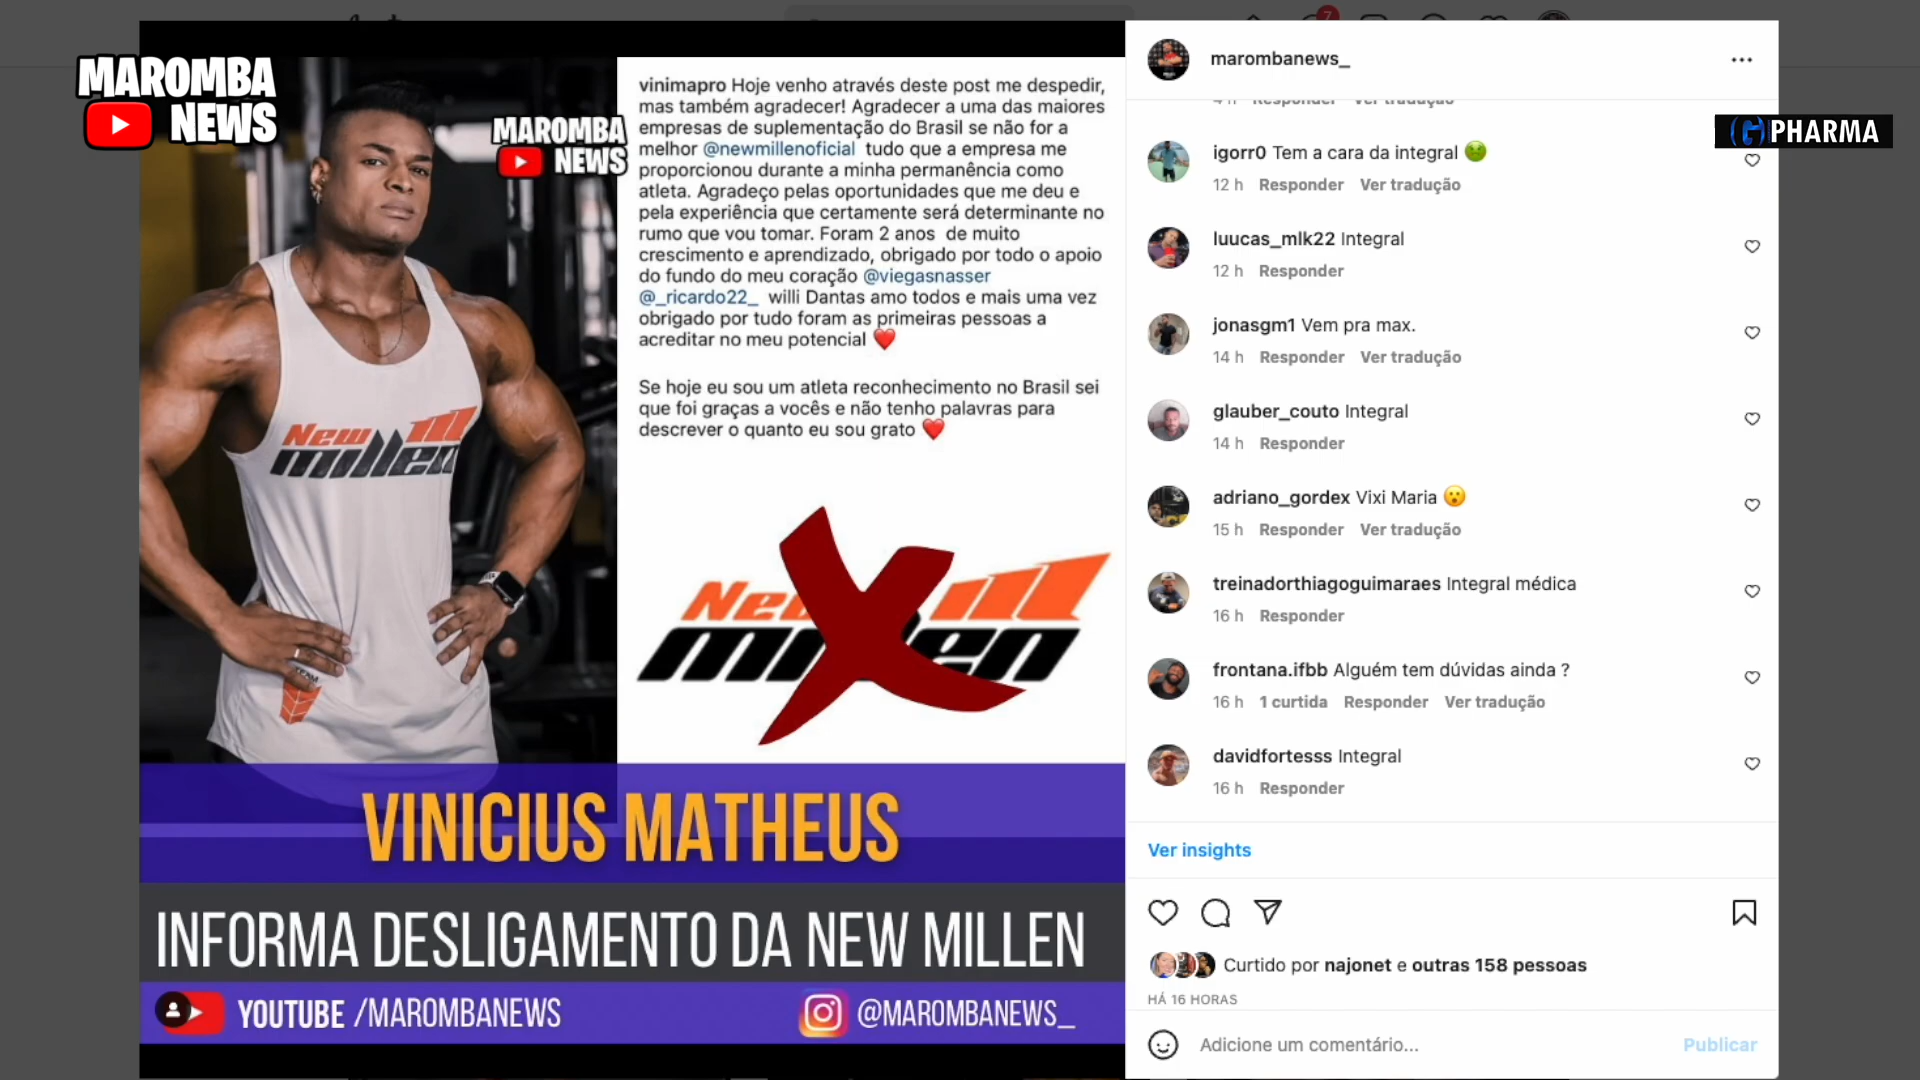 7
MAROMBA
NEWS
MAROMBA
NEWS
vinimapro Hoje venho através deste post me despedir,
mas também agradecer! Agradecer a uma das maiores
empresas de suplementação do Brasil se não for a
melhor @newmillenoficial tudo que a empresa me
proporcionou durante a minha permanência como
atleta. Agradeço pelas oportunidades que me deu e
pela experiência que certamente será determinante no
rumo que vou tomar. Foram 2 anos de muito
crescimento e aprendizado, obrigado por todo o apoio
do fundo do meu coração @viegasnasser
@_ricardo22_ willi Dantas amo todos e mais uma vez
obrigado por tudo foram as primeiras pessoas a
acreditar no meu potencial ❤️
Se hoje eu sou um atleta reconhecimento no Brasil sei
que foi graças a vocês e não tenho palavras para
descrever o quanto eu sou grato ❤️
New
millen
TEAM
New
millen
VINICIUS MATHEUS
INFORMA DESLIGAMENTO DA NEW MILLEN
YOUTUBE /MAROMBANEWS
@MAROMBANEWS_
marombanews_
4 h Responder Ver tradução
G PHARMA
igorr0 Tem a cara da integral 🤢
12 h Responder Ver tradução
luucas_mlk22 Integral
12 h Responder
jonasgm1 Vem pra max.
14 h Responder Ver tradução
glauber_couto Integral
14 h Responder
adriano_gordex Vixi Maria 😮
15 h Responder Ver tradução
treinadorthiagoguimaraes Integral médica
16 h Responder
frontana.ifbb Alguém tem dúvidas ainda ?
16 h 1 curtida Responder Ver tradução
davidfortesss Integral
16 h Responder
Ver insights
Curtido por najonet e outras 158 pessoas
HÁ 16 HORAS
Adicione um comentário...
Publicar